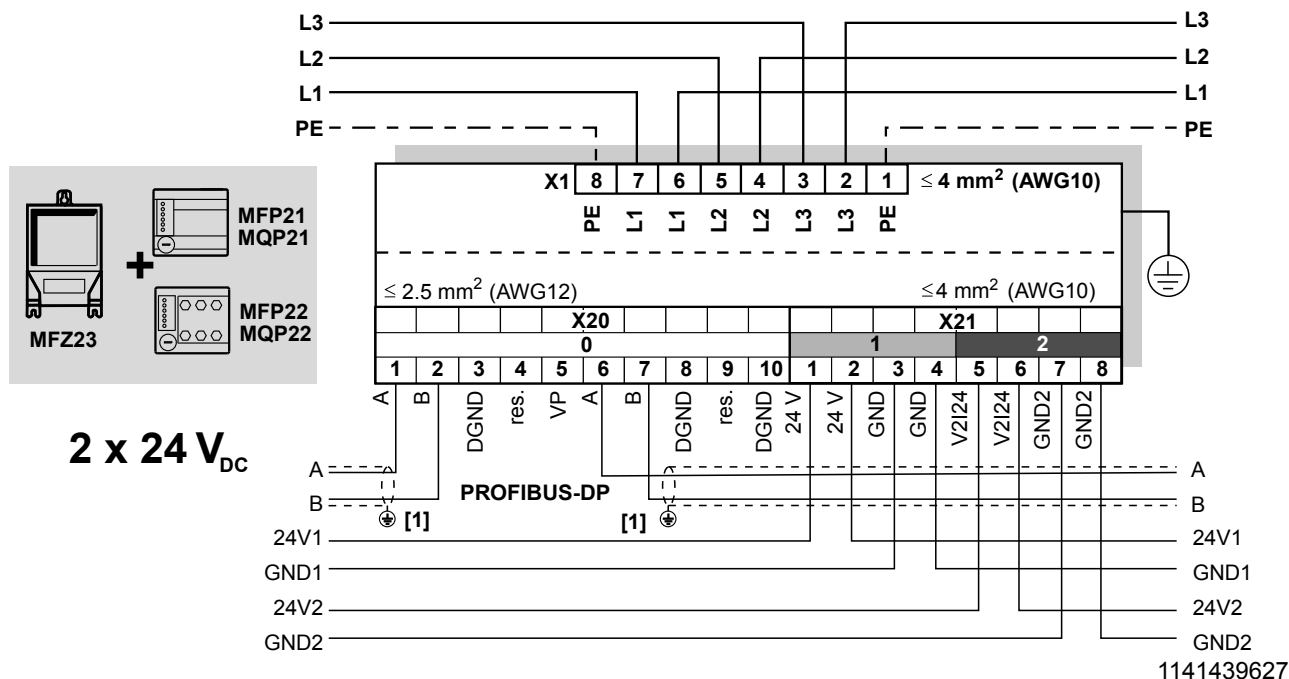 L3 L3
L2 L2
L1 L1
PE PE
X1 8 7 6 5 4 3 2 1 ≤ 4 mm² (AWG10)
PE L1 L1 L2 L2 L3 L3 PE
MFP21
MQP21
MFP22
MQP22
MFZ23
+
≤ 2.5 mm² (AWG12) ≤4 mm² (AWG10)
X20 X21
0 1 2
1 2 3 4 5 6 7 8 9 10 1 2 3 4 5 6 7 8
A B DGND res. VP A B DGND res. DGND 24 V 24 V GND GND V2I24 V2I24 GND2 GND2
2 x 24 VDC
A A
PROFIBUS-DP
B B
[1] [1]
24V1 24V1
GND1 GND1
24V2 24V2
GND2 GND2
1141439627